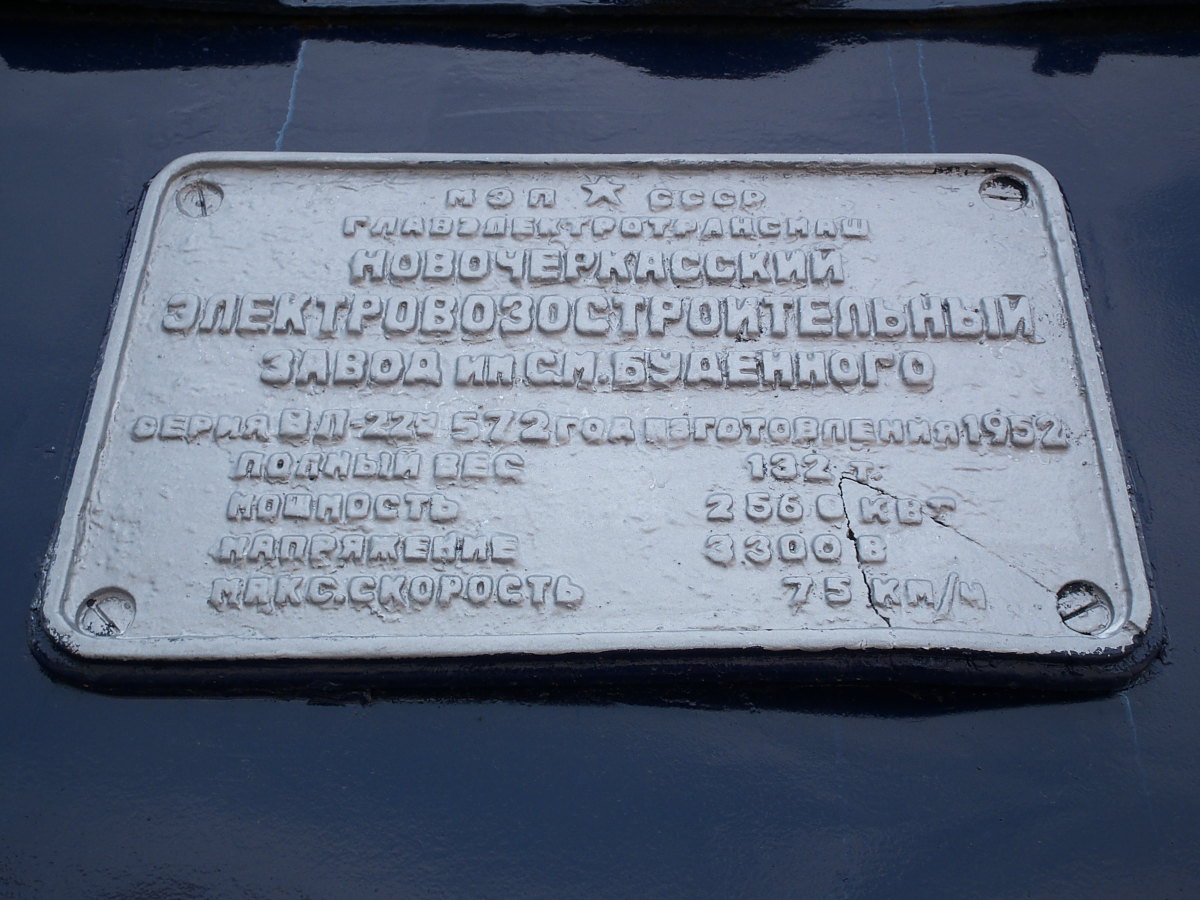 МЭП ★ СССР
ГЛАВЭЛЕКТРОТРАНСМАШ
НОВОЧЕРКАССКИЙ
ЭЛЕКТРОВОЗОСТРОИТЕЛЬНЫЙ
ЗАВОД им С.М. БУДЕННОГО
СЕРИЯ ВЛ-22м 572 ГОД ИЗГОТОВЛЕНИЯ 1952
ПОЛНЫЙ ВЕС 132 т.
МОЩНОСТЬ 2560 КВТ
НАПРЯЖЕНИЕ 3300 В
МАКС. СКОРОСТЬ 75 КМ/Ч